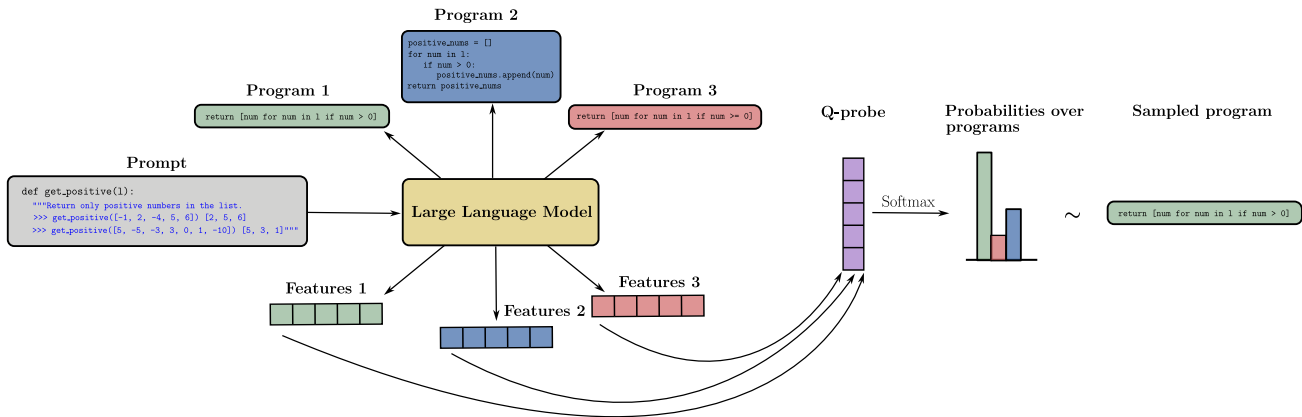 Program 2
positive_nums = []
for num in l:
if num > 0:
positive_nums.append(num)
return positive_nums
Program 1
return [num for num in l if num > 0]
Program 3
return [num for num in l if num >= 0]
Prompt
def get_positive(l):
"""Return only positive numbers in the list.
>>> get_positive([-1, 2, -4, 5, 6]) [2, 5, 6]
>>> get_positive([5, -5, -3, 3, 0, 1, -10]) [5, 3, 1]"""
Large Language Model
Features 1
Features 2
Features 3
Q-probe
Softmax
Probabilities over
programs
~
Sampled program
return [num for num in l if num > 0]